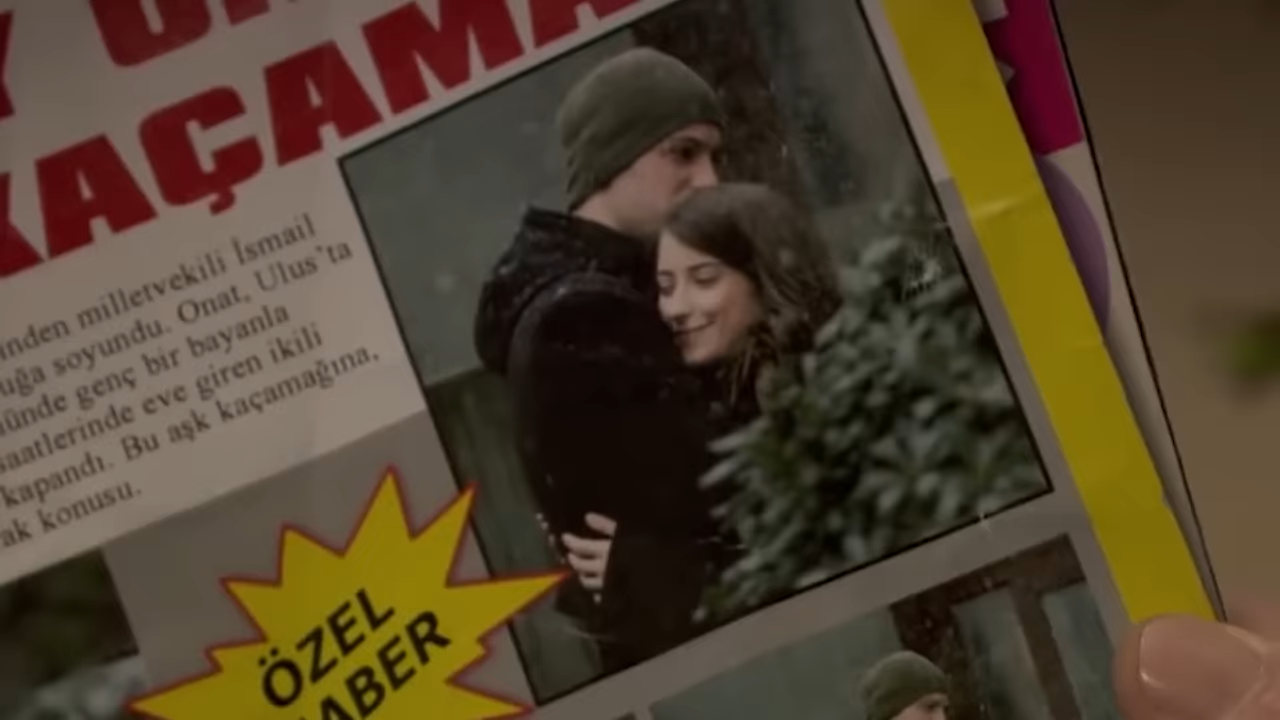 KAÇAMA
inden milletvekili İsmail
uğa soyundu. Onat, Ulus'ta
ünde genç bir bayanla
saatlerinde eve giren ikili
kapandı. Bu aşk kaçamağına,
ak konusu.
ÖZEL
HABER